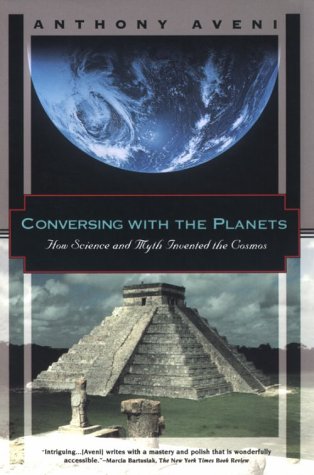 ANTHONY AVENI
CONVERSING WITH THE PLANETS
How Science and Myth Invented the Cosmos
"Intriguing...[Aveni] writes with a mastery and polish that is wonderfully
accessible."—Marcia Bartusiak, The New York Times Book Review